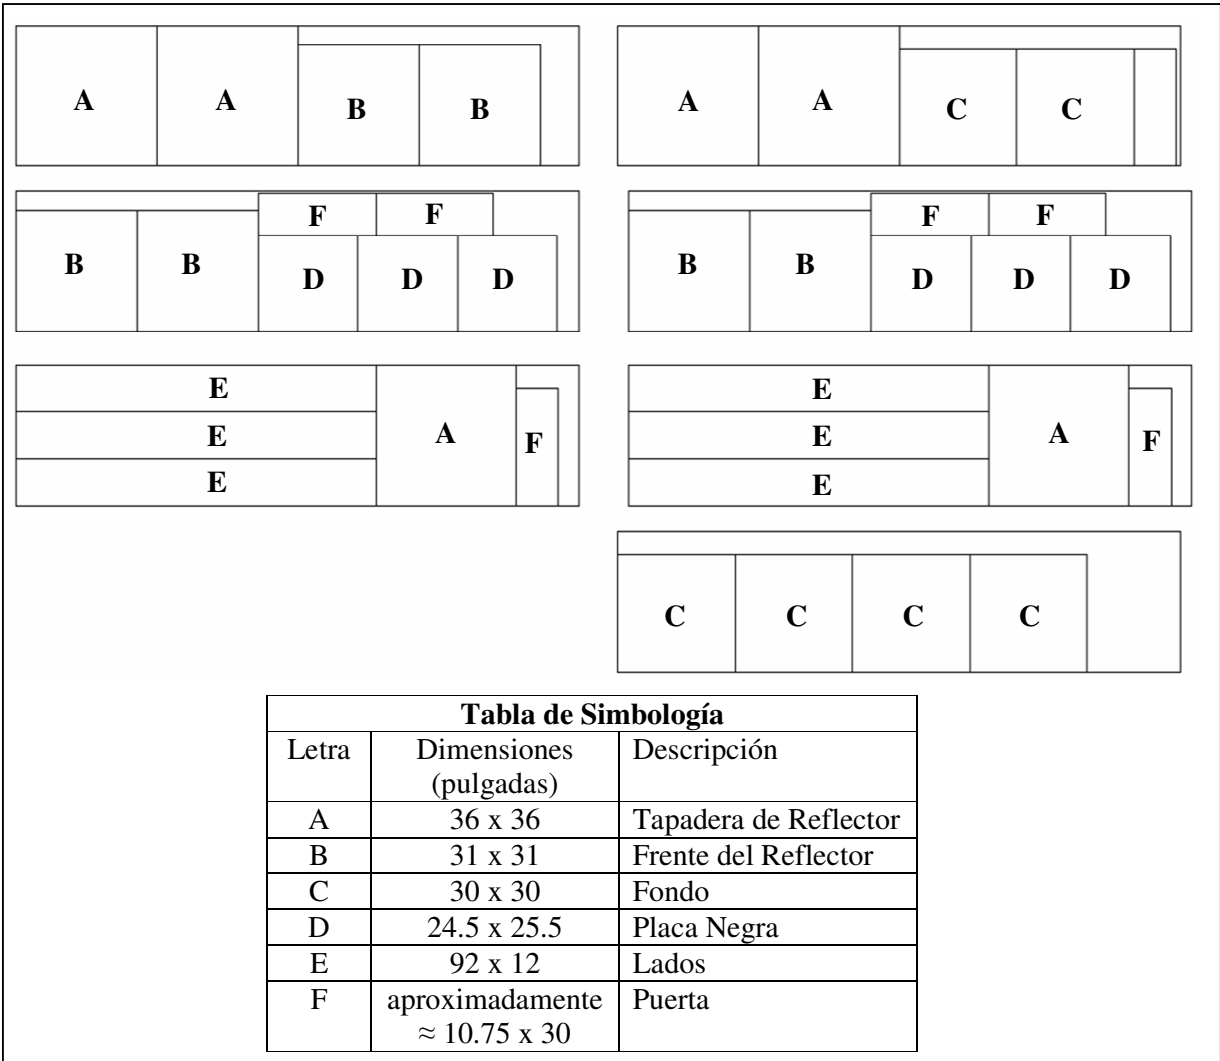 A A B B
A A C C
F F
B B D D D
F F
B B D D D
E
E A F
E
E
E A F
E
C C C C
Tabla de Simbología
Letra Dimensiones (pulgadas) Descripción
A 36 x 36 Tapadera de Reflector
B 31 x 31 Frente del Reflector
C 30 x 30 Fondo
D 24.5 x 25.5 Placa Negra
E 92 x 12 Lados
F aproximadamente ≈ 10.75 x 30 Puerta